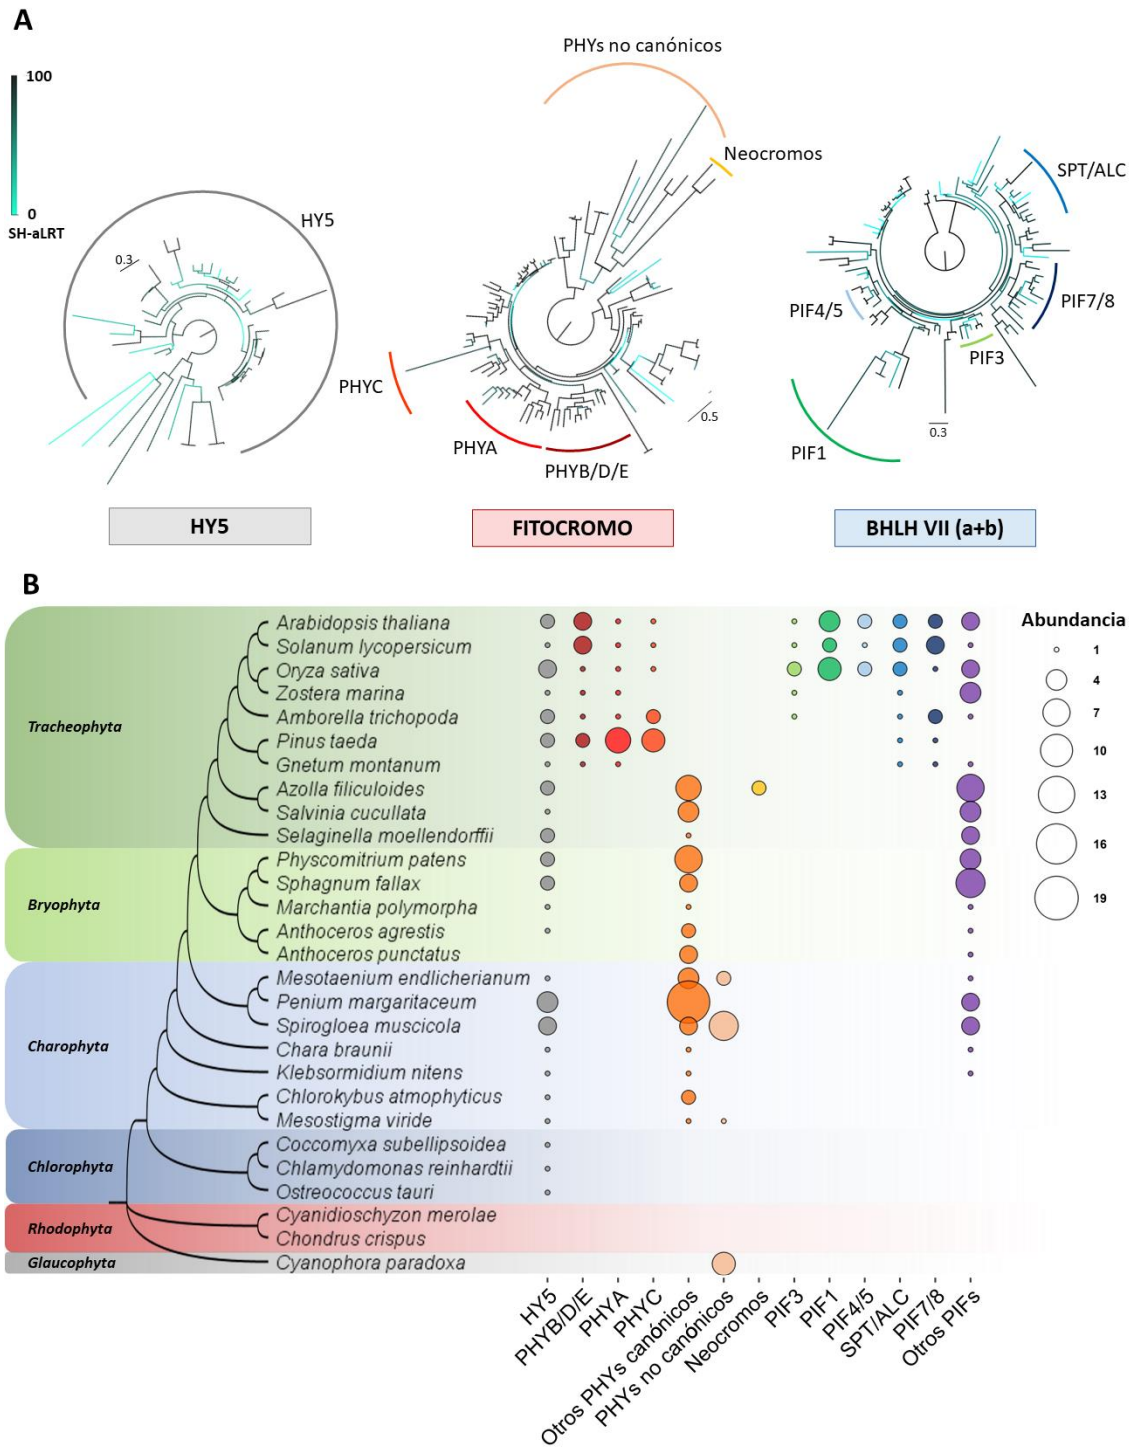 A
100
0
SH-aLRT
PHYs no canónicos
Neocromos
SPT/ALC
HY5
0.3
PIF4/5
PIF7/8
PIF3
PHYC
0.5
0.3
PHYA
PHYB/D/E
PIF1
HY5
FITOCROMO
BHLH VII (a+b)
B
Abundancia
1
4
7
10
13
16
19
Tracheophyta
Arabidopsis thaliana
Solanum lycopersicum
Oryza sativa
Zostera marina
Amborella trichopoda
Pinus taeda
Gnetum montanum
Azolla filiculoides
Salvinia cucullata
Selaginella moellendorffii
Bryophyta
Physcomitrium patens
Sphagnum fallax
Marchantia polymorpha
Anthoceros agrestis
Anthoceros punctatus
Charophyta
Mesotaenium endlicherianum
Penium margaritaceum
Spirogloea muscicola
Chara braunii
Klebsormidium nitens
Chlorokybus atmophyticus
Mesostigma viride
Chlorophyta
Coccomyxa subellipsoidea
Chlamydomonas reinhardtii
Ostreococcus tauri
Rhodophyta
Cyanidioschyzon merolae
Chondrus crispus
Glaucophyta
Cyanophora paradoxa
HY5
PHYB/D/E
PHYA
PHYC
Otros PHYs canónicos
PHYs no canónicos
Neocromos
PIF3
PIF1
PIF4/5
SPT/ALC
PIF7/8
Otros PIFs